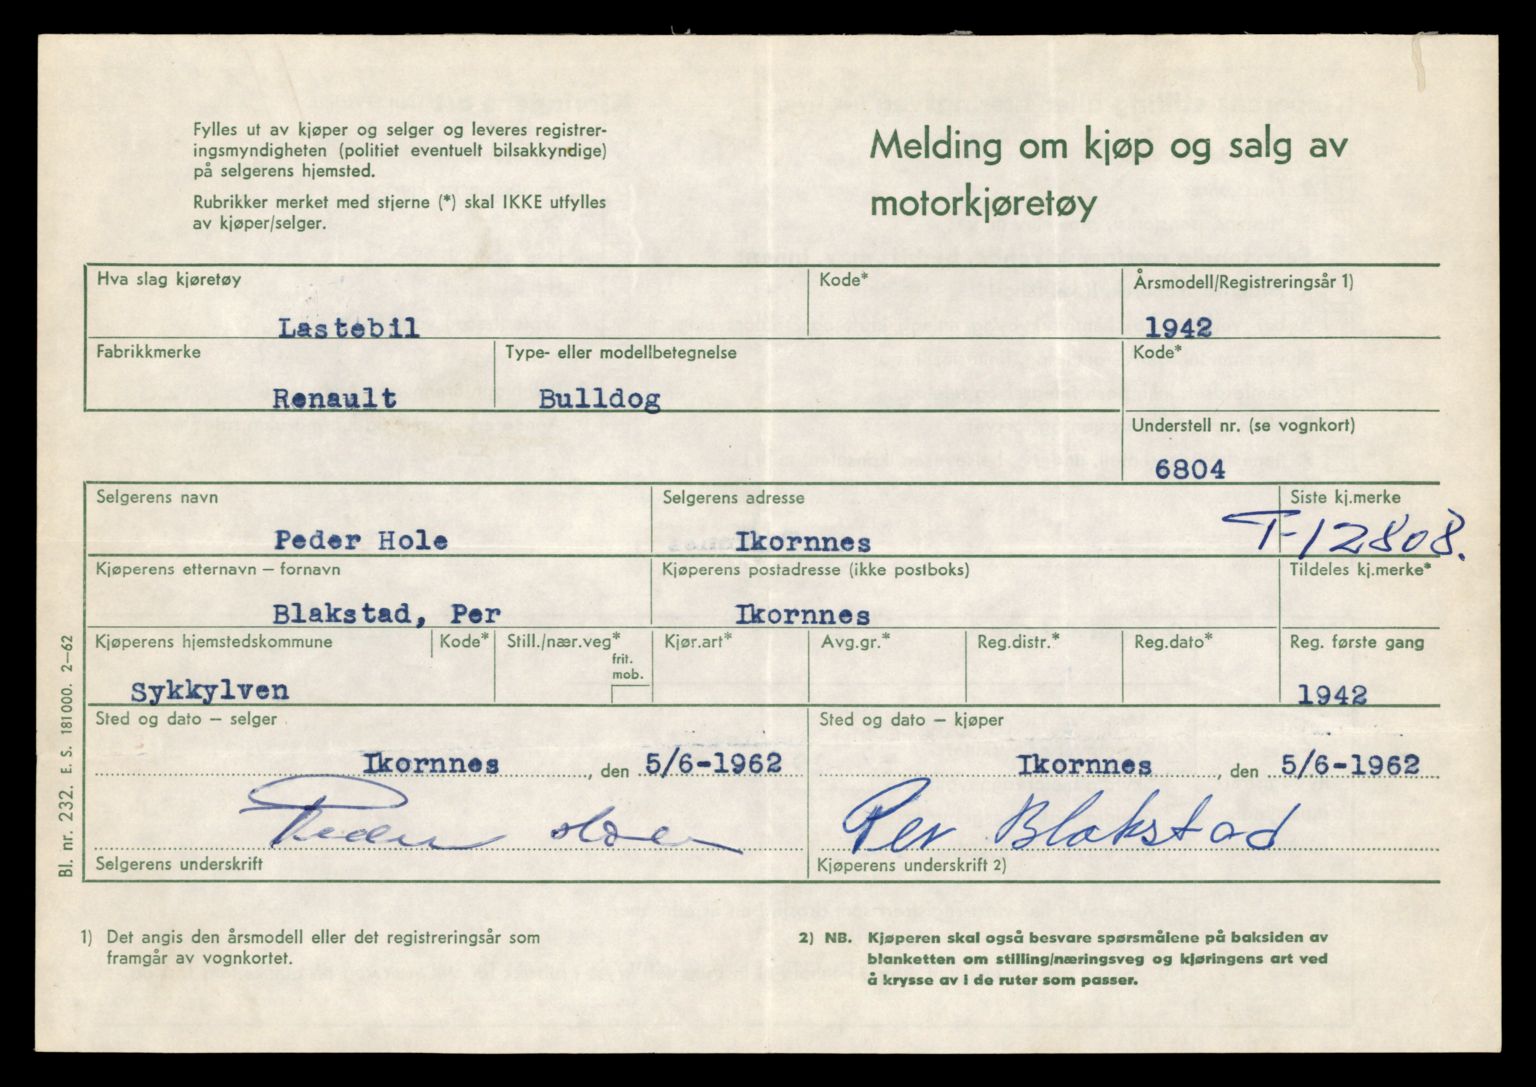 Fylles ut av kjøper og selger og leveres registrer-
ingsmyndigheten (politiet eventuelt bilsakkyndige)
på selgerens hjemsted.
Rubrikker merket med stjerne (*) skal IKKE utfylles
av kjøper/selger.
Melding om kjøp og salg av
motorkjøretøy
Hva slag kjøretøy
Kode*
Årsmodell/Registreringsår 1)
Lastebil
1942
Fabrikkmerke
Type- eller modellbetegnelse
Kode*
Renault
Bulldog
Understell nr. (se vognkort)
6804
Selgerens navn
Selgerens adresse
Siste kj.merke
Peder Hole
Ikornnes
T-12808.
Kjøperens etternavn – fornavn
Kjøperens postadresse (ikke postboks)
Tildeles kj.merke*
Blakstad, Per
Ikornnes
Kjøperens hjemstedskommune
Kode*
Still./nær.veg*
frit.
mob.
Kjør.art*
Avg.gr.*
Reg.distr.*
Reg.dato*
Reg. første gang
Sykkylven
1942
Sted og dato – selger
Sted og dato – kjøper
Ikornnes, den 5/6-1962
Ikornnes, den 5/6-1962
Peder Hole
Per Blakstad
Selgerens underskrift
Kjøperens underskrift 2)
Bl. nr. 232. E. S. 181000. 2–62
1) Det angis den årsmodell eller det registreringsår som
framgår av vognkortet.
2) NB. Kjøperen skal også besvare spørsmålene på baksiden av
blanketten om stilling/næringsveg og kjøringens art ved
å krysse av i de ruter som passer.